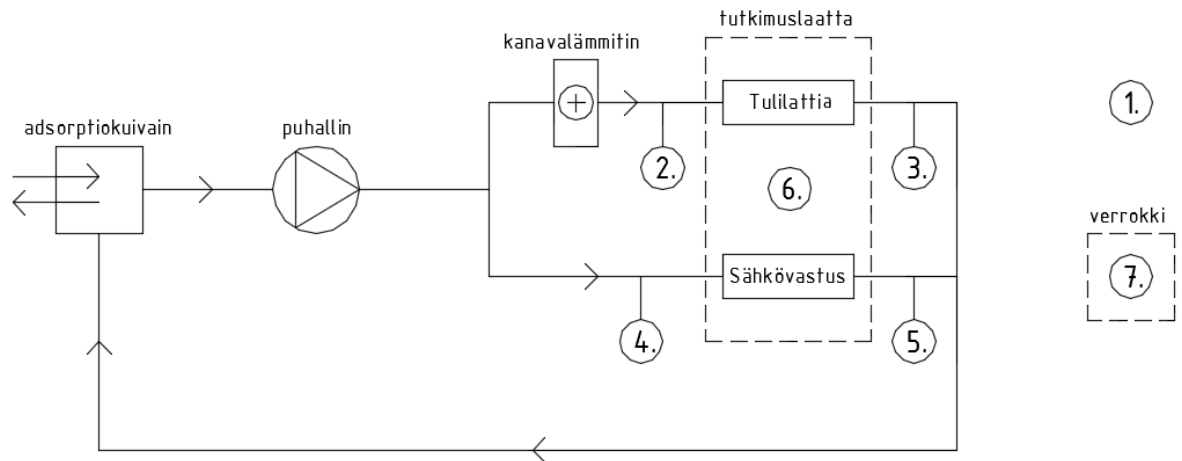 tutkimuslaatta
kanavalämmitin
adsorptiokuivain
puhallin
Tulilattia
1.
2.
3.
6.
verrokki
Sähkövastus
7.
4.
5.